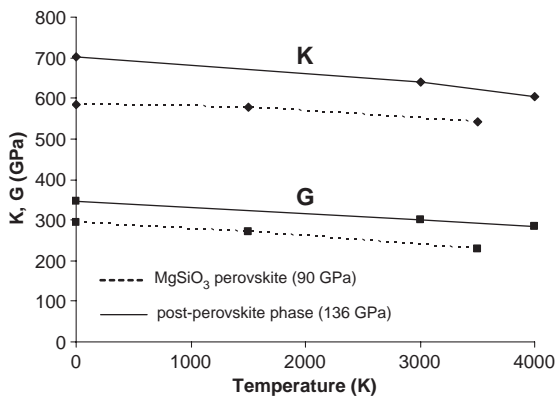 800
700
600
500
400
300
200
100
0
K, G (GPa)
K
G
MgSiO3 perovskite (90 GPa)
post-perovskite phase (136 GPa)
0 1000 2000 3000 4000
Temperature (K)